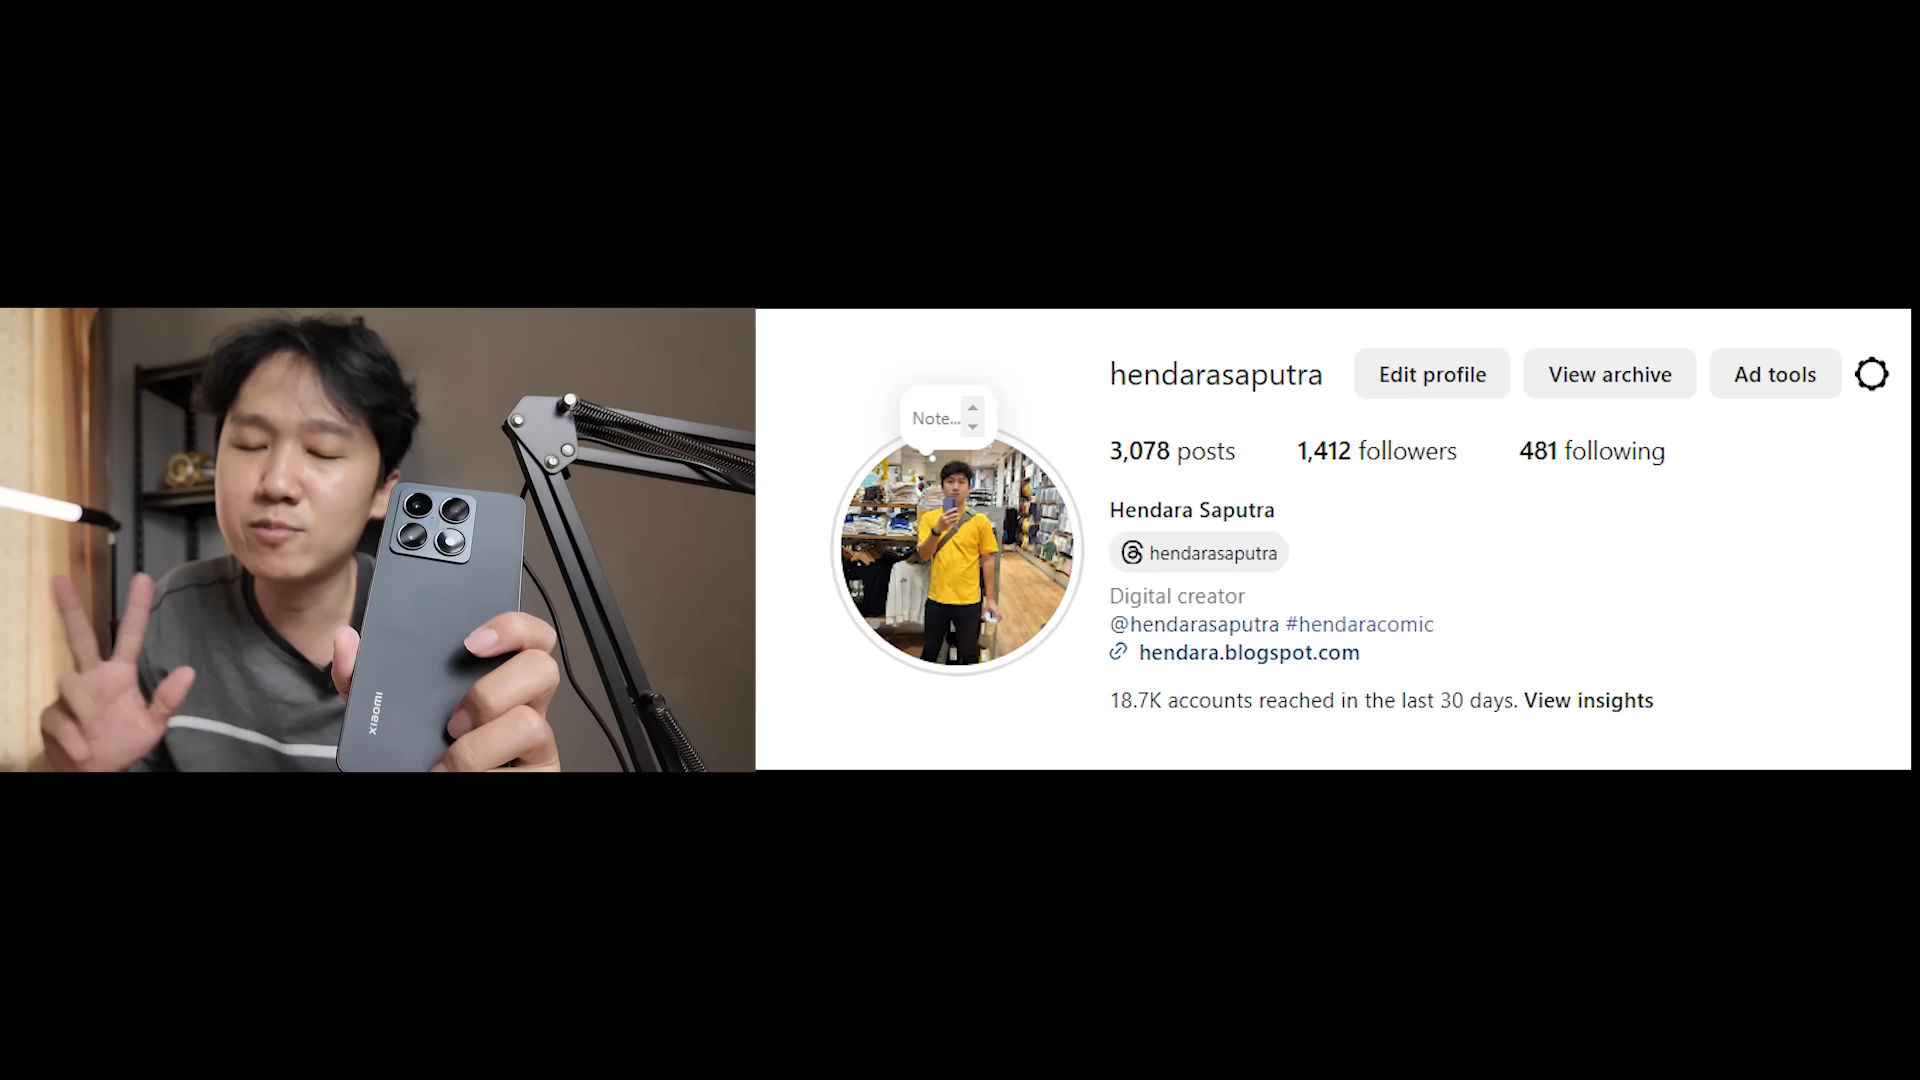 xiaomi
Note...
hendarasaputra Edit profile View archive Ad tools
3,078 posts 1,412 followers 481 following
Hendara Saputra
hendarasaputra
Digital creator
@hendarasaputra #hendaracomic
hendara.blogspot.com
18.7K accounts reached in the last 30 days. View insights